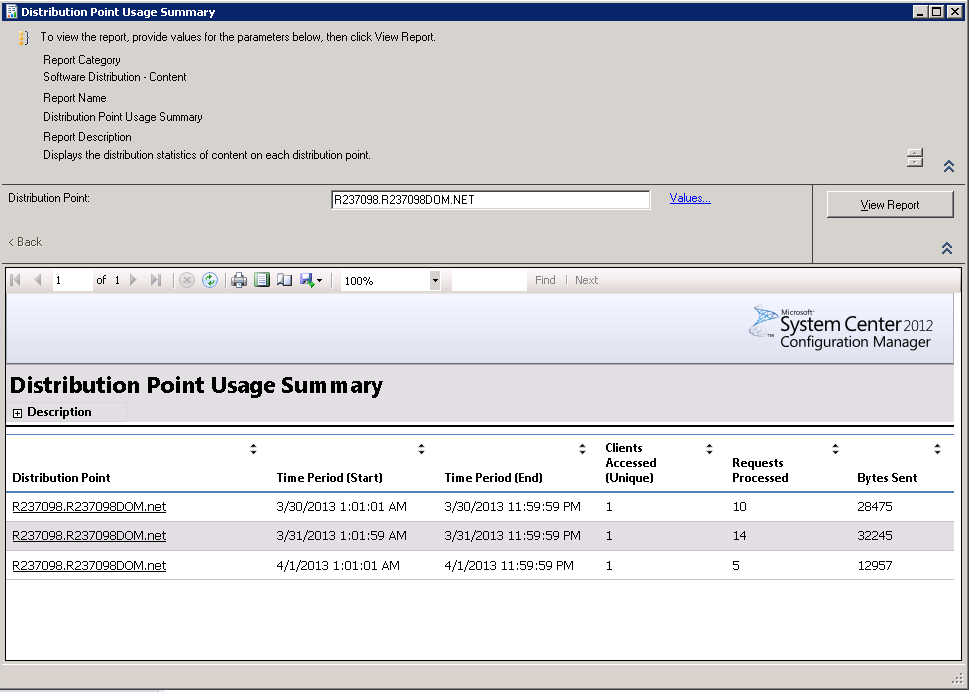 Distribution Point Usage Summary
To view the report, provide values for the parameters below, then click View Report.
Report Category
Software Distribution - Content
Report Name
Distribution Point Usage Summary
Report Description
Displays the distribution statistics of content on each distribution point.
Distribution Point: R237098.R237098DOM.NET Values... View Report
< Back
1 of 1 100% Find | Next
Microsoft
System Center 2012
Configuration Manager
Distribution Point Usage Summary
Description
Distribution Point Time Period (Start) Time Period (End) Clients Accessed (Unique) Requests Processed Bytes Sent
R237098.R237098DOM.net 3/30/2013 1:01:01 AM 3/30/2013 11:59:59 PM 1 10 28475
R237098.R237098DOM.net 3/31/2013 1:01:59 AM 3/31/2013 11:59:59 PM 1 14 32245
R237098.R237098DOM.net 4/1/2013 1:01:01 AM 4/1/2013 11:59:59 PM 1 5 12957